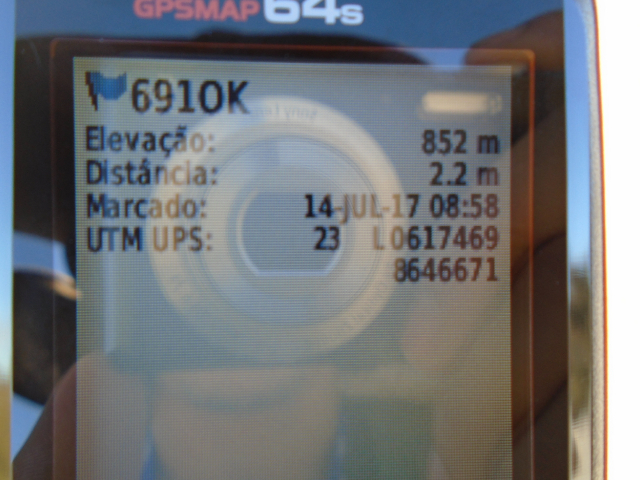 GPSMAP 64s
691OK
Elevação: 852 m
Distância: 2.2 m
Marcado: 14-JUL-17 08:58
UTM UPS: 23 L 0617469
8646671